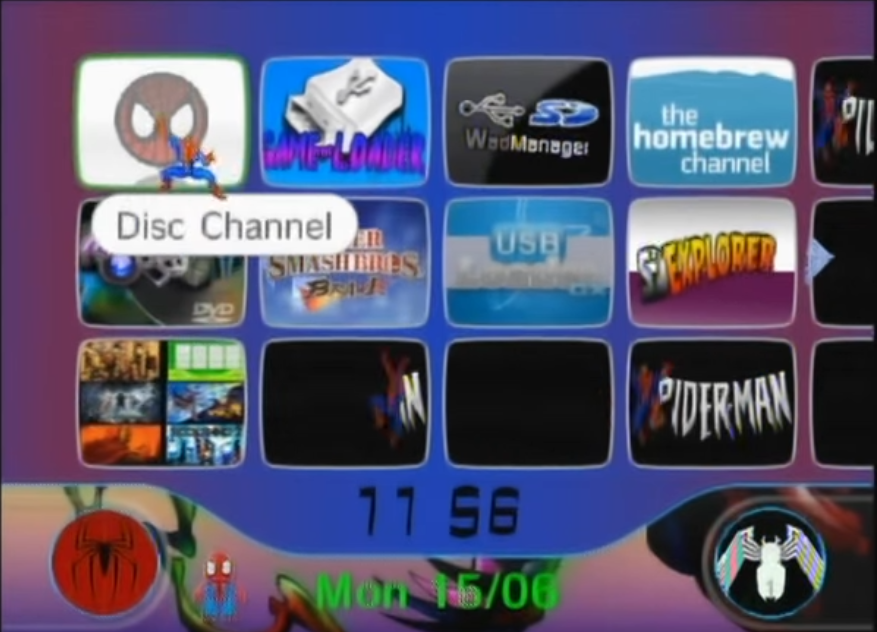 GAME-LOADER
WadManager
the
homebrew
channel
Disc Channel
SMASH BROS.
BRAWL
USB
EXPLORER
DVD
SPIDER-MAN
11 56
Mon 15/06